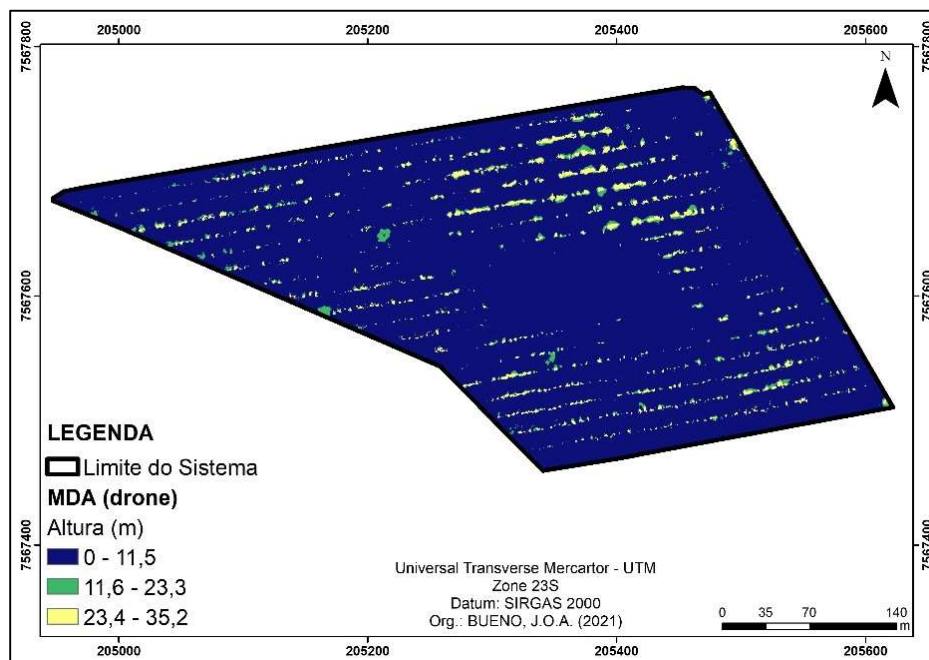 205000 205200 205400 205600
7567800 7567800
N
7567600 7567600
7567400 7567400
LEGENDA
Limite do Sistema
MDA (drone)
Altura (m)
0 - 11,5
11,6 - 23,3
23,4 - 35,2
Universal Transverse Mercartor - UTM
Zone 23S
Datum: SIRGAS 2000
Org.: BUENO, J.O.A. (2021)
0 35 70 140
m
205000 205200 205400 205600